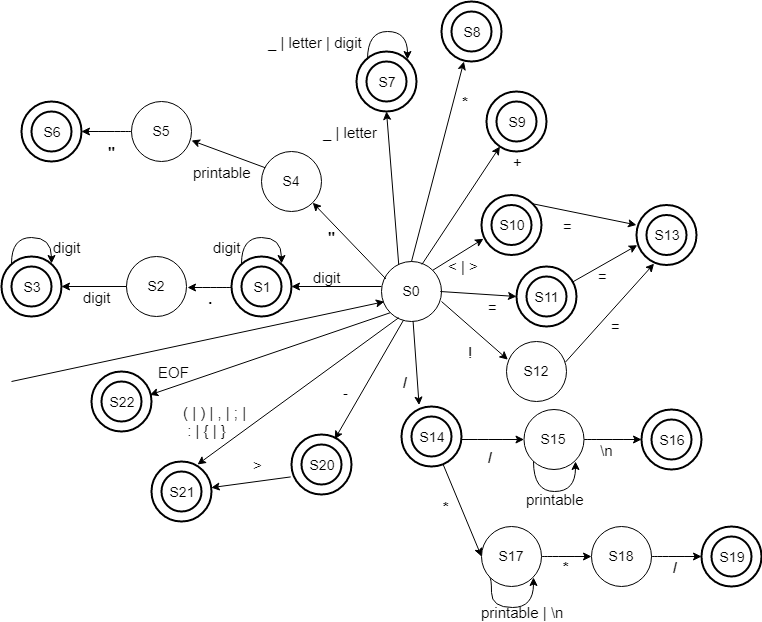 _ | letter | digit
S8
S7
*
S9
_ | letter
+
S6
S5
"
printable
S4
"
S10
=
S13
< | >
digit
digit
digit
S3
digit
S2
.
S1
S0
=
S11
=
!
S12
=
EOF
S22
( | ) | , | ; |
: | { | }
-
/
S14
/
S15
\n
S16
printable
>
S20
S21
*
S17
*
S18
/
S19
printable | \n